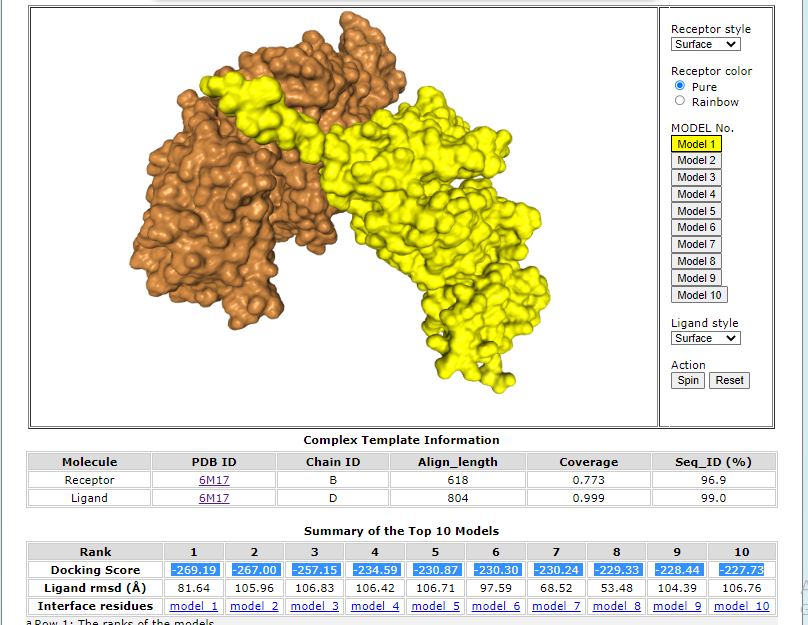 Receptor style
Surface
Receptor color
Pure
Rainbow
MODEL No.
Model 1
Model 2
Model 3
Model 4
Model 5
Model 6
Model 7
Model 8
Model 9
Model 10
Ligand style
Surface
Action
Spin Reset
Complex Template Information
Molecule PDB ID Chain ID Align_length Coverage Seq_ID (%)
Receptor 6M17 B 618 0.773 96.9
Ligand 6M17 D 804 0.999 99.0
Summary of the Top 10 Models
Rank 1 2 3 4 5 6 7 8 9 10
Docking Score -269.19 -267.00 -257.15 -234.59 -230.87 -230.30 -230.24 -229.33 -228.44 -227.73
Ligand rmsd (Å) 81.64 105.96 106.83 106.42 106.71 97.59 68.52 53.48 104.39 106.76
Interface residues model_1 model_2 model_3 model_4 model_5 model_6 model_7 model_8 model_9 model_10
a Row 1: The ranks of the models